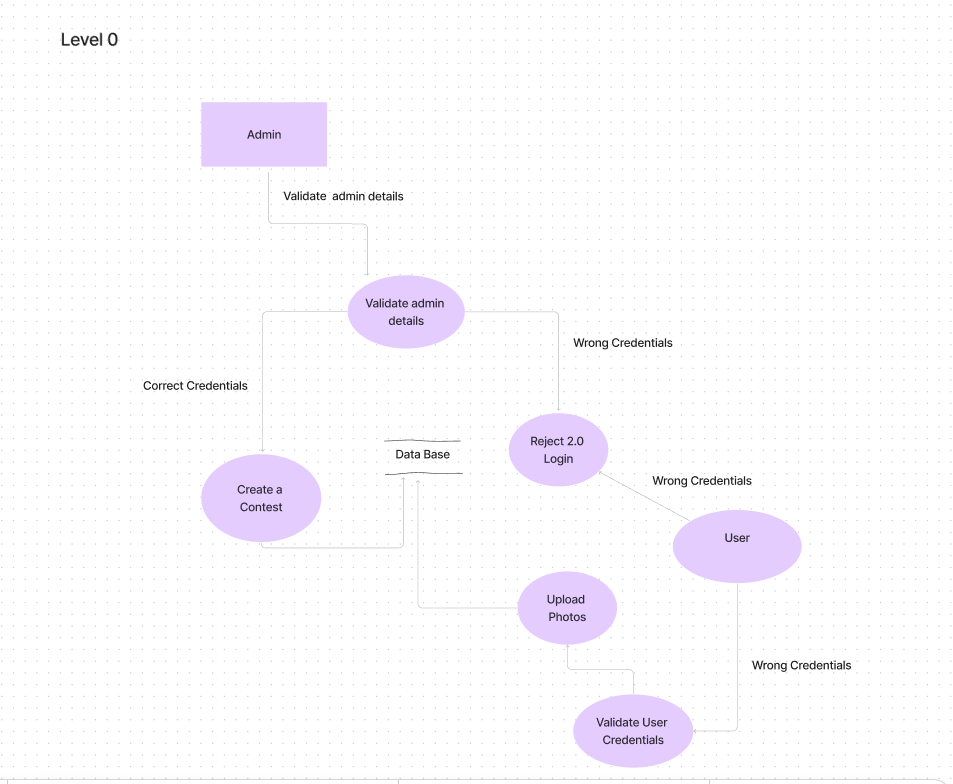 Level 0
Admin
Validate  admin details
Validate admin
details
Wrong Credentials
Correct Credentials
Reject 2.0
Login
Data Base
Wrong Credentials
Create a
Contest
User
Upload
Photos
Wrong Credentials
Validate User
Credentials